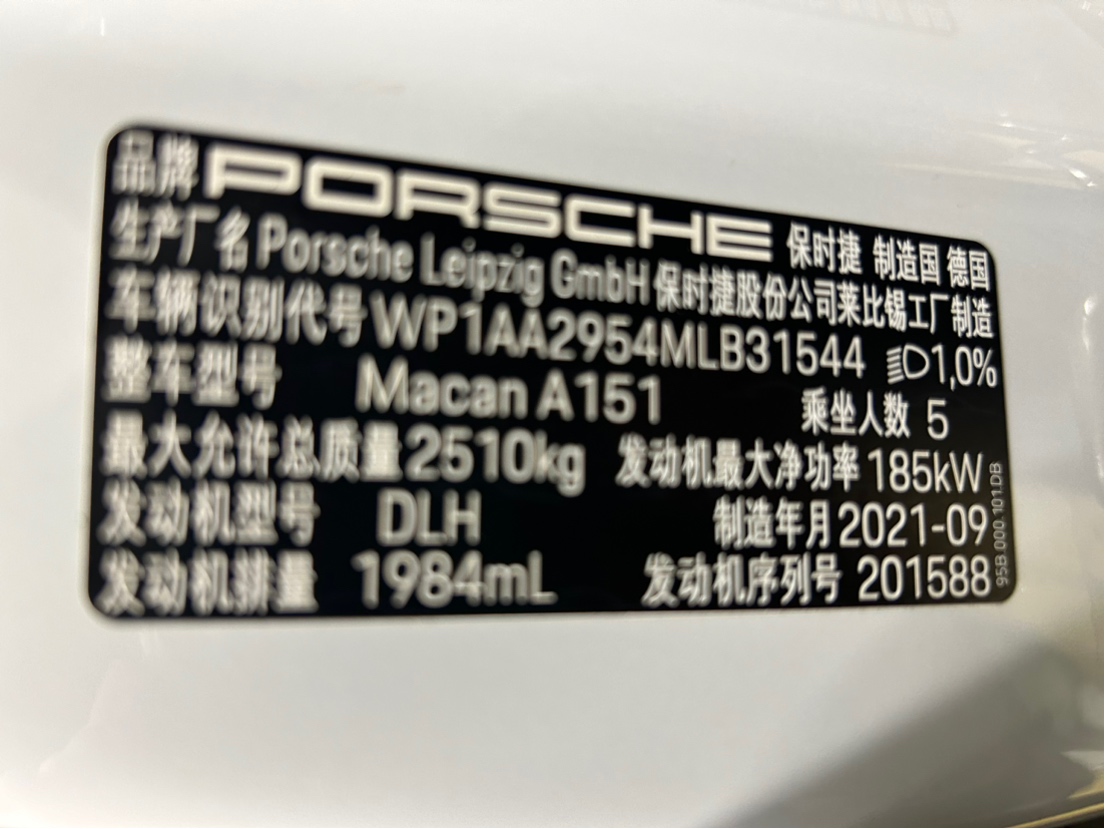 品牌 PORSCHE 保时捷 制造国 德国
生产厂名 Porsche Leipzig GmbH 保时捷股份公司莱比锡工厂制造
车辆识别代号 WP1AA2954MLB31544 1,0%
整车型号 Macan A151 乘坐人数 5
最大允许总质量 2510kg 发动机最大净功率 185kW
发动机型号 DLH 制造年月 2021-09
发动机排量 1984mL 发动机序列号 201588
95B.000.101.DB